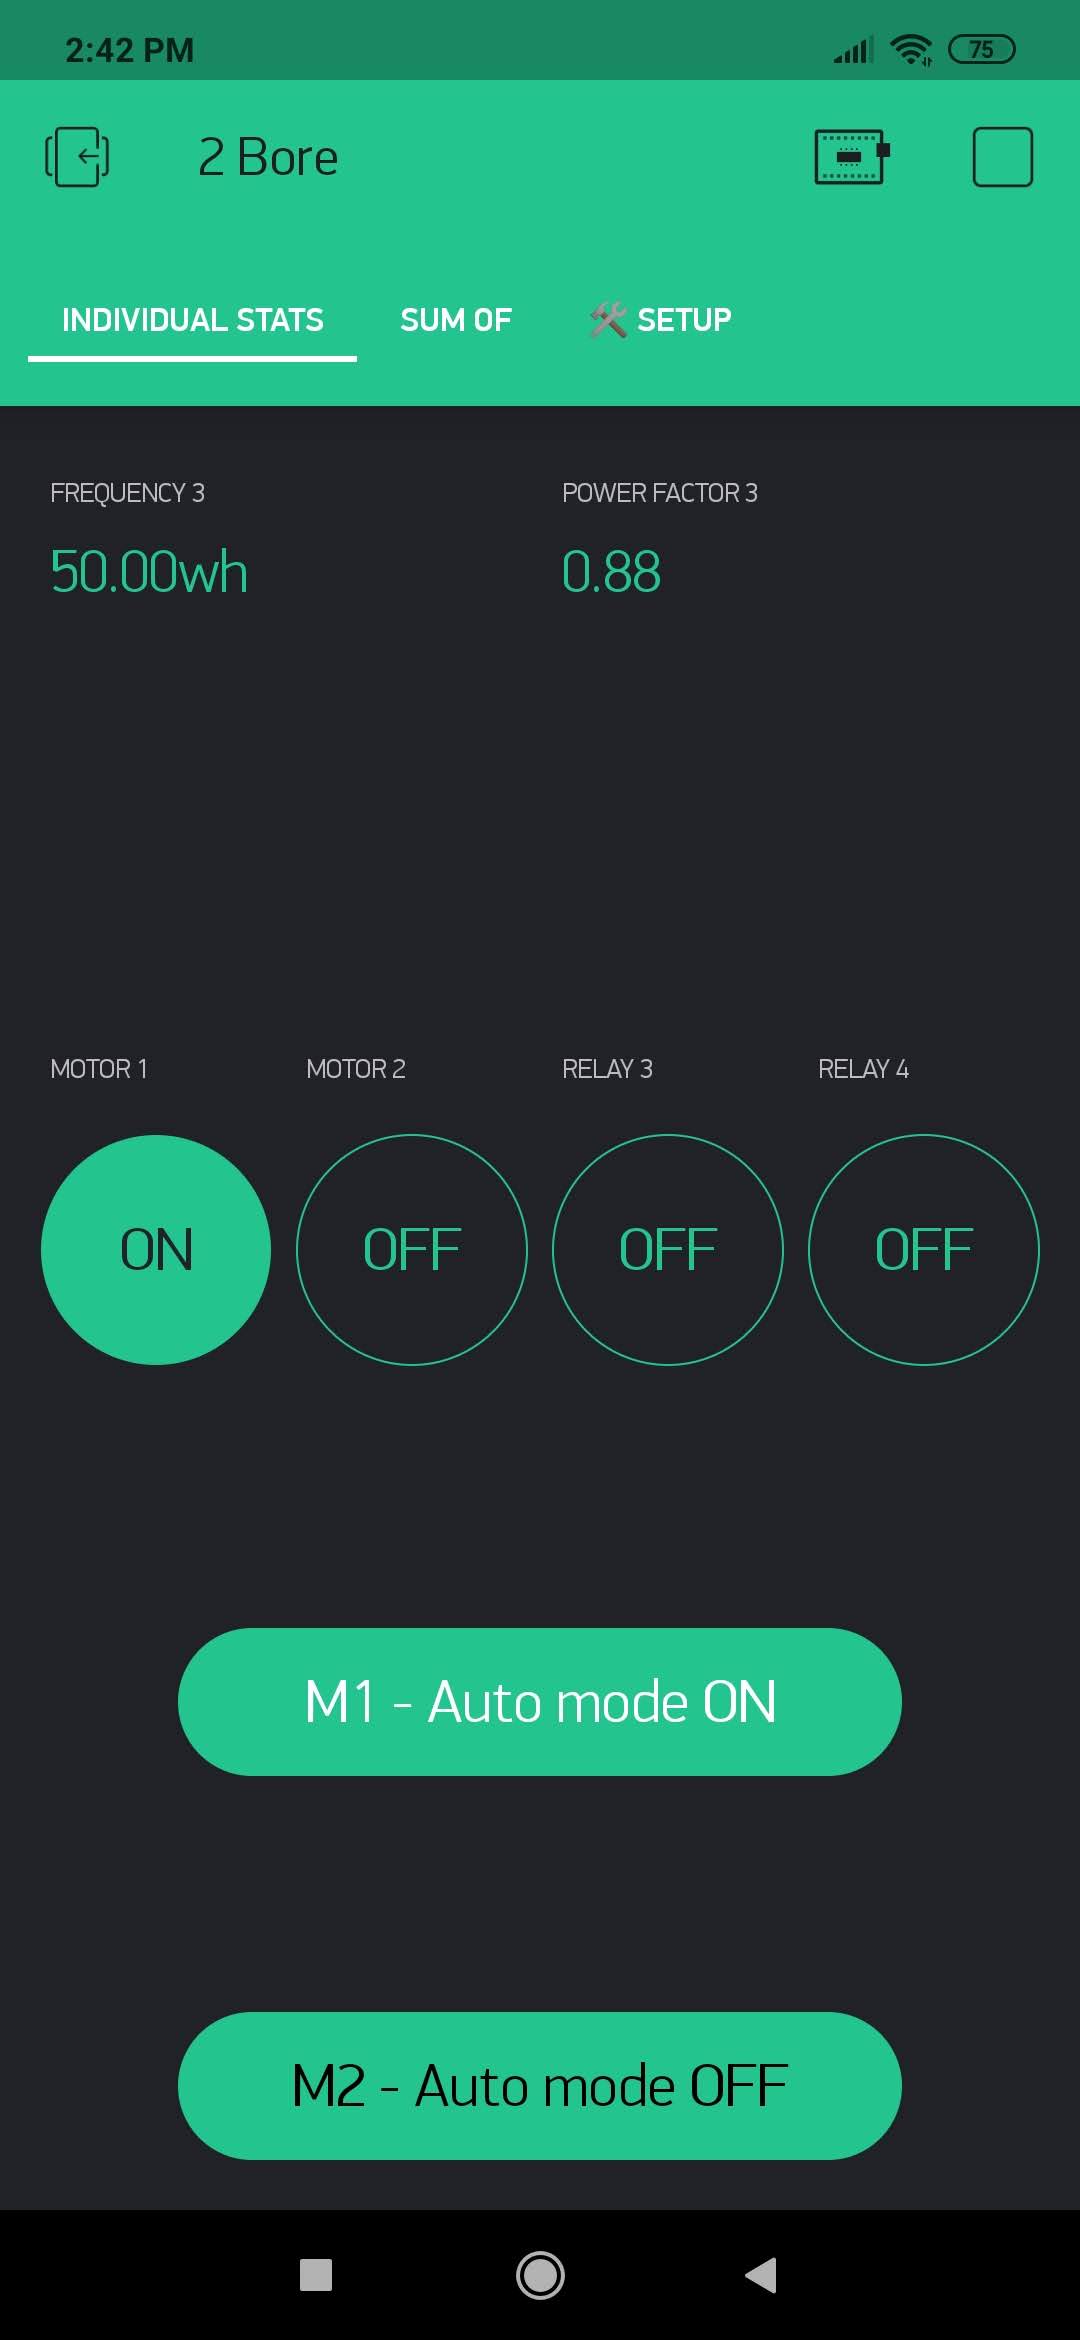 2:42 PM
75
2 Bore
INDIVIDUAL STATS SUM OF 🛠 SETUP
FREQUENCY 3 POWER FACTOR 3
50.00wh 0.88
MOTOR 1 MOTOR 2 RELAY 3 RELAY 4
ON OFF OFF OFF
M1 - Auto mode ON
M2 - Auto mode OFF